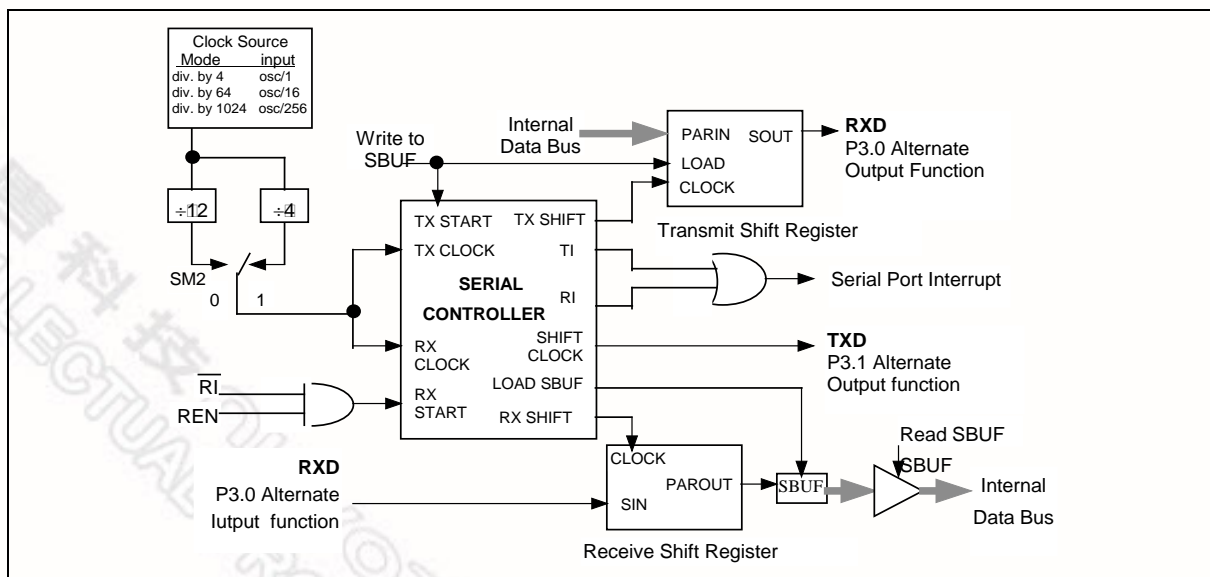 Clock Source
Mode input
div. by 4 osc/1
div. by 64 osc/16
div. by 1024 osc/256
÷12
÷4
SM2
0 1
Write to
SBUF
Internal
Data Bus
PARIN SOUT
LOAD
CLOCK
RXD
P3.0 Alternate
Output Function
Transmit Shift Register
TX START TX SHIFT
TX CLOCK TI
SERIAL
RI
CONTROLLER
SHIFT
CLOCK
RX
CLOCK
LOAD SBUF
RX
START
RX SHIFT
Serial Port Interrupt
TXD
P3.1 Alternate
Output function
RI
REN
RXD
P3.0 Alternate
Iutput function
CLOCK
PAROUT
SIN
Receive Shift Register
SBUF
Read SBUF
SBUF
Internal
Data Bus
科技